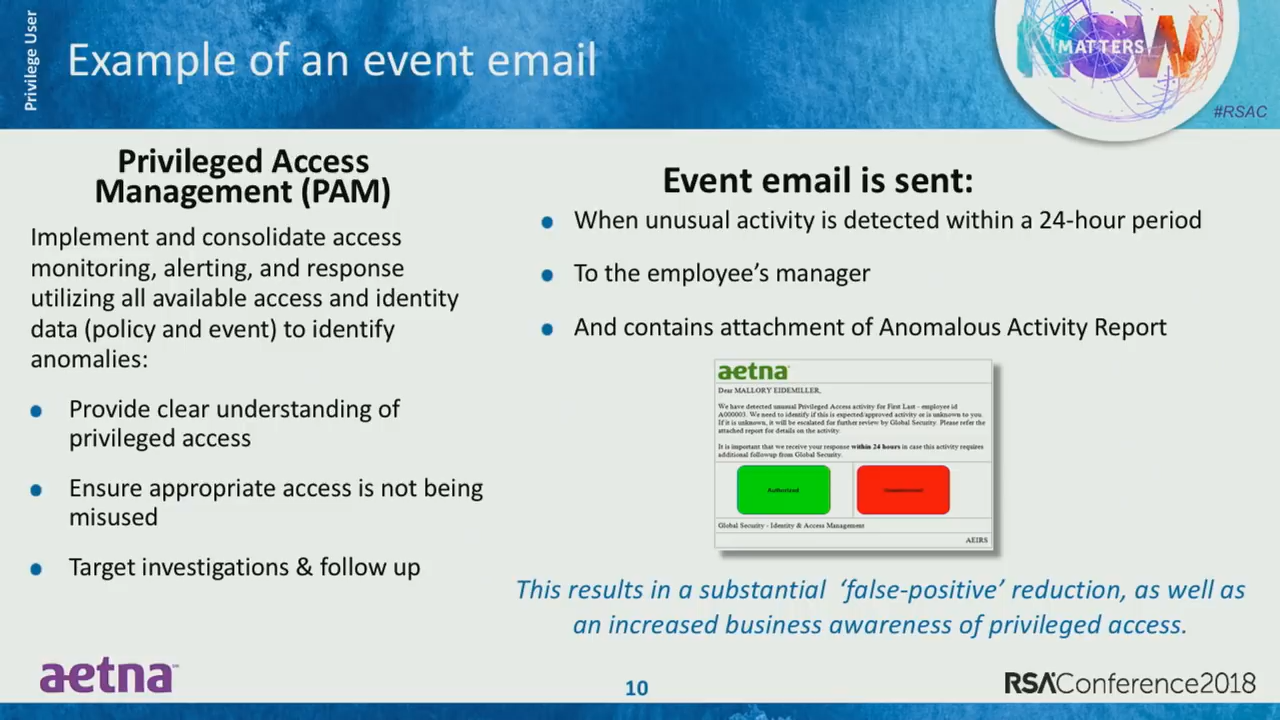 Privilege User
Example of an event email
NOW
MATTERS
#RSAC
Privileged Access
Management (PAM)
Implement and consolidate access
monitoring, alerting, and response
utilizing all available access and identity
data (policy and event) to identify
anomalies:
Provide clear understanding of
privileged access
Ensure appropriate access is not being
misused
Target investigations & follow up
Event email is sent:
When unusual activity is detected within a 24-hour period
To the employee’s manager
And contains attachment of Anomalous Activity Report
aetna
Dear MALLORY EIDEMILLER,
We have detected unusual Privileged Access activity for First Last - employee id
A000003. We need to identify if this is expected/approved activity or is unknown to you.
If it is unknown, it will be escalated for further review by Global Security. Please refer the
attached report for details on the activity.
It is important that we receive your response within 24 hours in case this activity requires
additional followup from Global Security.
Authorized
Global Security - Identity & Access Management
AEIRS
This results in a substantial ‘false-positive’ reduction, as well as
an increased business awareness of privileged access.
aetna
10
RSAConference2018